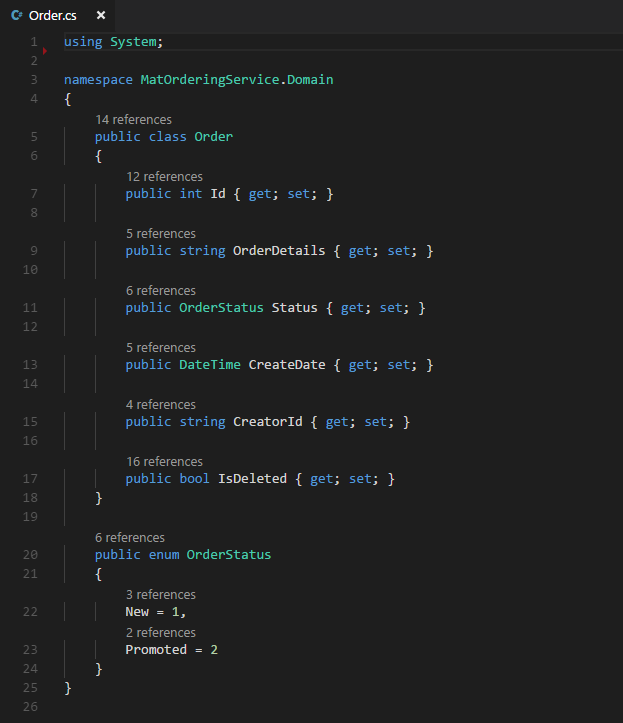 C# Order.cs ×
1 using System;
2
3 namespace MatOrderingService.Domain
4 {
14 references
5 public class Order
6 {
12 references
7 public int Id { get; set; }
8
5 references
9 public string OrderDetails { get; set; }
10
6 references
11 public OrderStatus Status { get; set; }
12
5 references
13 public DateTime CreateDate { get; set; }
14
4 references
15 public string CreatorId { get; set; }
16
16 references
17 public bool IsDeleted { get; set; }
18 }
19
6 references
20 public enum OrderStatus
21 {
3 references
22 New = 1,
2 references
23 Promoted = 2
24 }
25 }
26